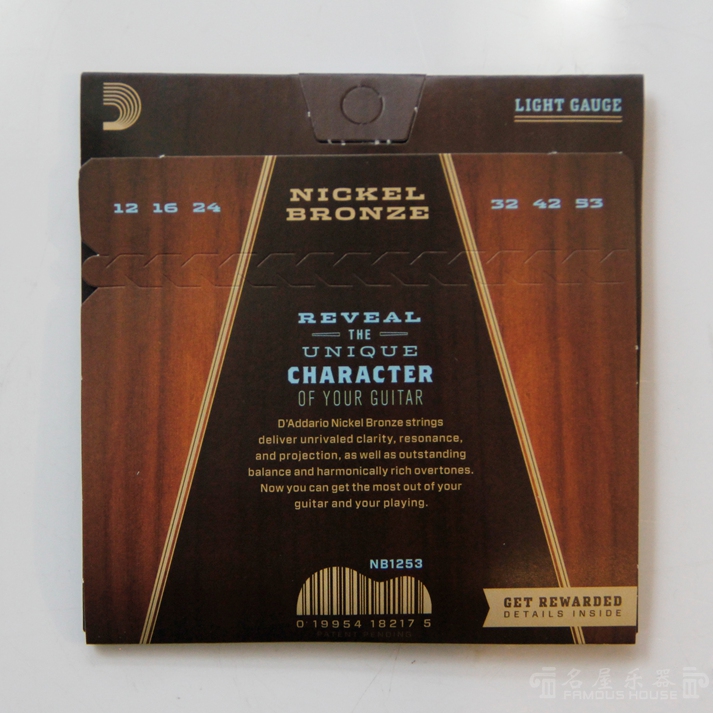 LIGHT GAUGE
12 16 24
NICKEL
BRONZE
32 42 53
REVEAL
THE
UNIQUE
CHARACTER
OF YOUR GUITAR
D'Addario Nickel Bronze strings
deliver unrivaled clarity, resonance,
and projection, as well as outstanding
balance and harmonically rich overtones.
Now you can get the most out of your
guitar and your playing.
NB1253
0 19954 18217 5
PATENT PENDING
GET REWARDED
DETAILS INSIDE
名屋乐器
FAMOUS HOUSE